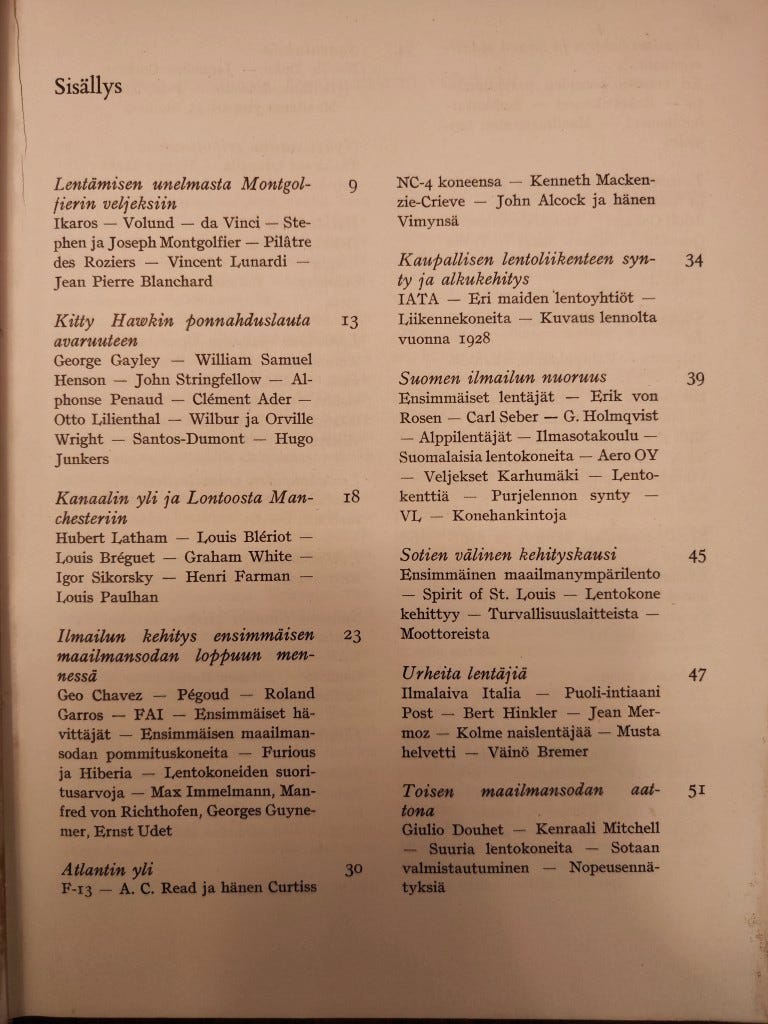 Sisällys
Lentämisen unelmasta Montgol- 9
fierin veljeksiin
Ikaros — Volund — da Vinci — Ste-
phen ja Joseph Montgolfier — Pilâtre
des Roziers — Vincent Lunardi —
Jean Pierre Blanchard
Kitty Hawkin ponnahduslauta 13
avaruuteen
George Gayley — William Samuel
Henson — John Stringfellow — Al-
phonse Penaud — Clément Ader —
Otto Lilienthal — Wilbur ja Orville
Wright — Santos-Dumont — Hugo
Junkers
Kanaalin yli ja Lontoosta Man- 18
chesteriin
Hubert Latham — Louis Blériot —
Louis Bréguet — Graham White —
Igor Sikorsky — Henri Farman —
Louis Paulhan
Ilmailun kehitys ensimmäisen 23
maailmansodan loppuun men-
nessä
Geo Chavez — Pégoud — Roland
Garros — FAI — Ensimmäiset hä-
vittäjät — Ensimmäisen maailman-
sodan pommituskoneita — Furious
ja Hiberia — Lentokoneiden suori-
tusarvoja — Max Immelmann, Man-
fred von Richthofen, Georges Guyne-
mer, Ernst Udet
Atlantin yli 30
F-13 — A. C. Read ja hänen Curtiss
NC-4 koneensa — Kenneth Macken-
zie-Crieve — John Alcock ja hänen
Vimynsä
Kaupallisen lentoliikenteen syn- 34
ty ja alkukehitys
IATA — Eri maiden lentoyhtiöt —
Liikennekoneita — Kuvaus lennolta
vuonna 1928
Suomen ilmailun nuoruus 39
Ensimmäiset lentäjät — Erik von
Rosen — Carl Seber — G. Holmqvist
— Alppilentäjät — Ilmasotakoulu —
Suomalaisia lentokoneita — Aero OY
— Veljekset Karhumäki — Lento-
kenttiä — Purjelennon synty —
VL — Konehankintoja
Sotien välinen kehityskausi 45
Ensimmäinen maailmanympärilento
— Spirit of St. Louis — Lentokone
kehittyy — Turvallisuuslaitteista —
Moottoreista
Urheita lentäjiä 47
Ilmalaiva Italia — Puoli-intiaani
Post — Bert Hinkler — Jean Mer-
moz — Kolme naislentäjää — Musta
helvetti — Väinö Bremer
Toisen maailmansodan aat- 51
tona
Giulio Douhet — Kenraali Mitchell
— Suuria lentokoneita — Sotaan
valmistautuminen — Nopeusennä-
tyksiä